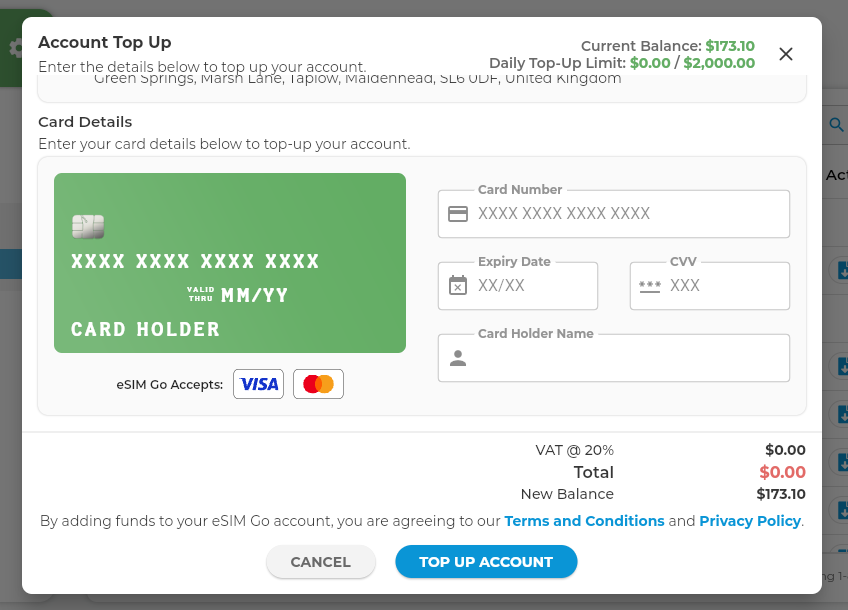 Account Top Up
Enter the details below to top up your account.
Current Balance: $173.10
Daily Top-Up Limit: $0.00 / $2,000.00
Green Springs, Marsh Lane, Taplow, Maidenhead, SL6 0DF, United Kingdom
Card Details
Enter your card details below to top-up your account.
XXXX XXXX XXXX XXXX
VALID THRU MM/YY
CARD HOLDER
eSIM Go Accepts: VISA
Card Number
XXXX XXXX XXXX XXXX
Expiry Date
XX/XX
CVV
XXX
Card Holder Name
VAT @ 20% $0.00
Total $0.00
New Balance $173.10
By adding funds to your eSIM Go account, you are agreeing to our Terms and Conditions and Privacy Policy.
CANCEL
TOP UP ACCOUNT